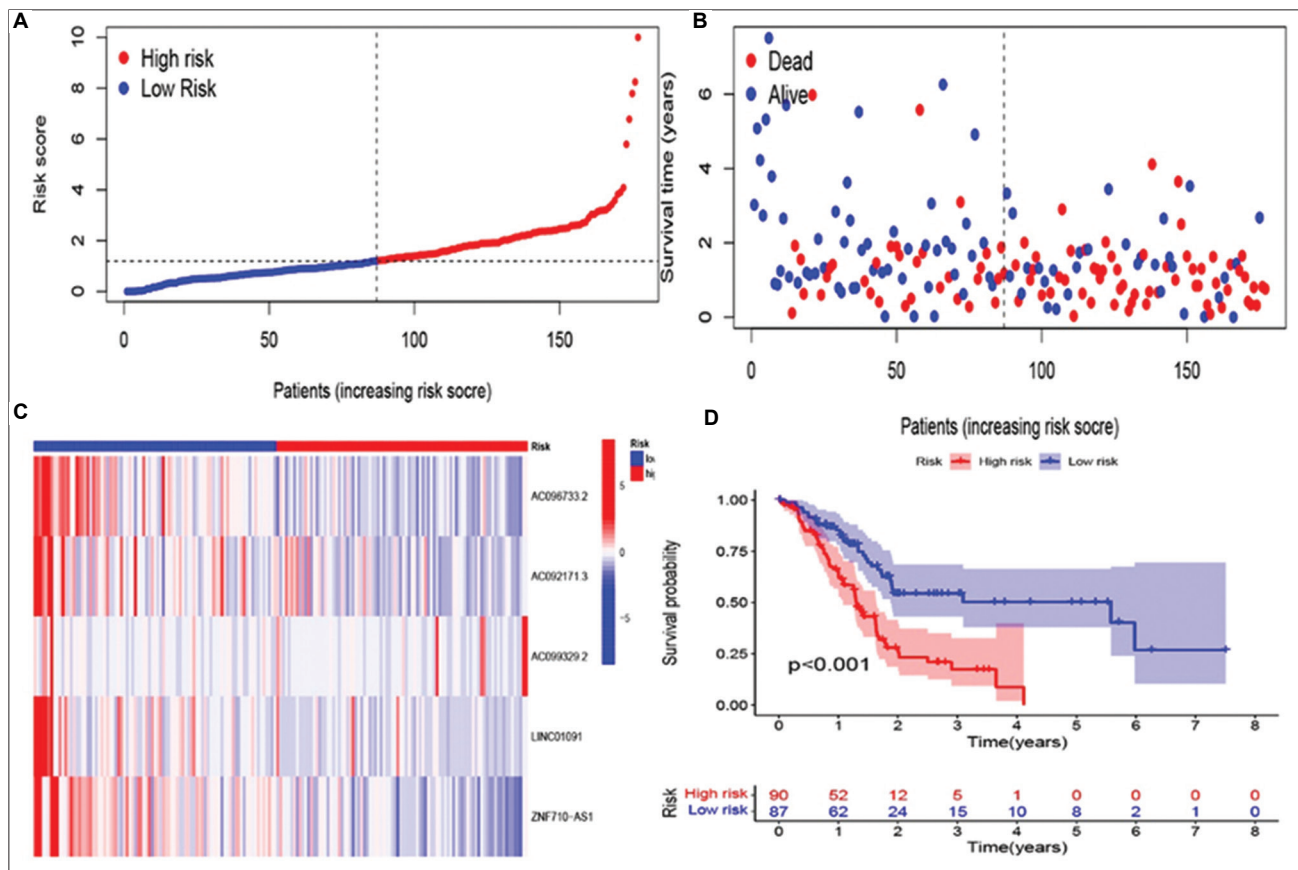 A
10
8
6
4
2
0
Risk score
High risk
Low Risk
0 50 100 150
Patients (increasing risk socre)
B
6
4
2
0
Survival time (years)
Dead
Alive
0 50 100 150
Patients (increasing risk socre)
C
Risk
AC096733.2
AC092171.3
AC099329.2
LINC01091
ZNF710-AS1
5
0
−5
Risk
lo
hi
D
Risk High risk Low risk
1.00
0.75
0.50
0.25
0.00
Survival probability
p<0.001
0 1 2 3 4 5 6 7 8
Time(years)
Risk
High risk 90 52 12 5 1 0 0 0 0
Low risk 87 62 24 15 10 8 2 1 0
0 1 2 3 4 5 6 7 8
Time(years)